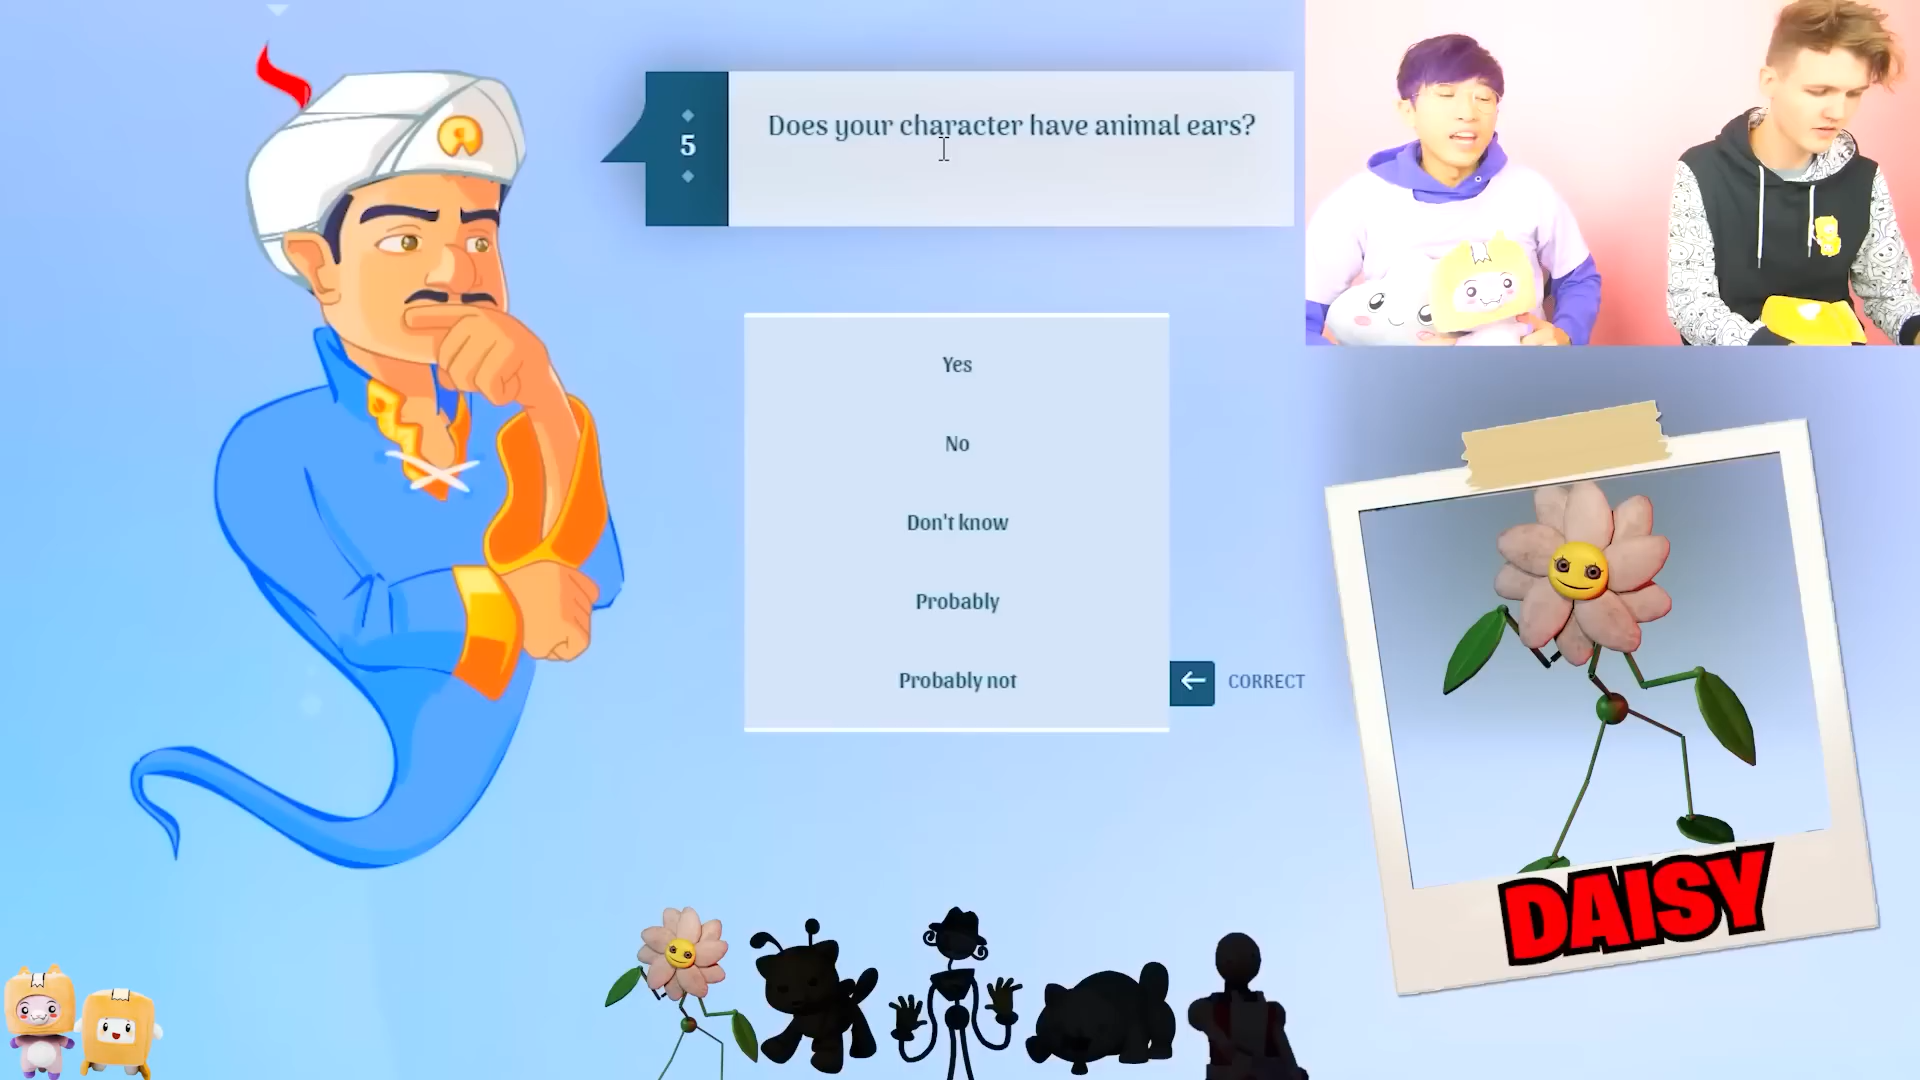 5
Does your character have animal ears?
Yes
No
Don't know
Probably
Probably not
CORRECT
DAISY